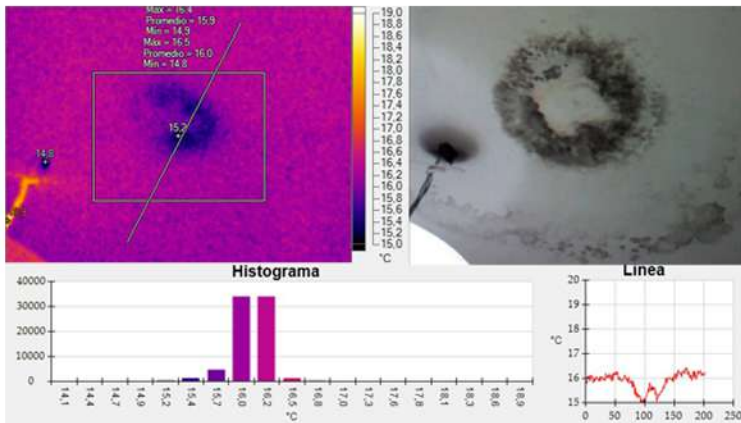 Máx = 16,4
Promedio = 15,9
Mín = 14,9
Máx = 16,5
Promedio = 16,0
Mín = 14,8
15,2
14,8
19,0
18,8
18,6
18,4
18,2
18,0
17,8
17,6
17,4
17,2
17,0
16,8
16,6
16,4
16,2
16,0
15,8
15,6
15,4
15,2
15,0
°C
Histograma
40000
30000
20000
10000
0
14,1 14,4 14,7 14,9 15,2 15,4 15,7 16,0 16,2 16,5 16,8 17,0 17,3 17,6 17,8 18,1 18,3 18,6 18,9
°C
Línea
20
19
°C
18
17
16
15
0 50 100 150 200 250